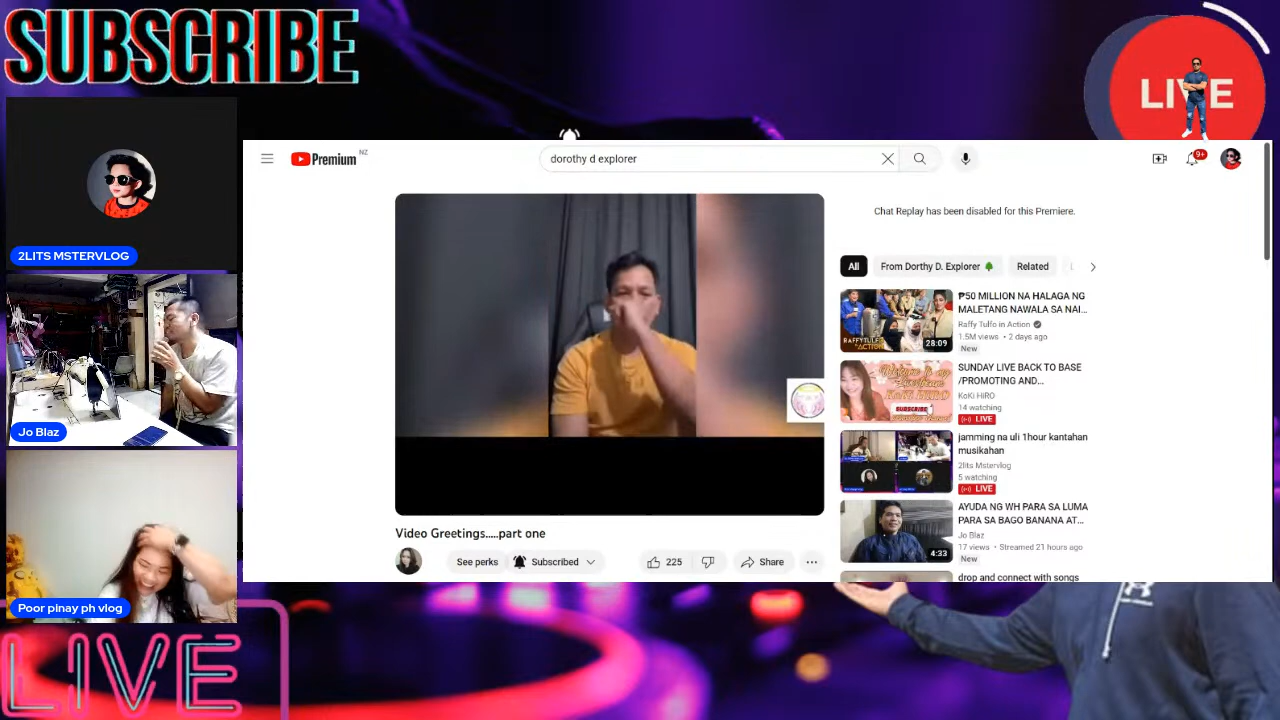 SUBSCRIBE
LIVE
2LITS MSTERVLOG
Jo Blaz
Poor pinay ph vlog
LIVE
Premium NZ
dorothy d explorer
9+
Chat Replay has been disabled for this Premiere.
All
From Dorthy D. Explorer
Related
₱50 MILLION NA HALAGA NG
MALETANG NAWALA SA NAI...
Raffy Tulfo in Action
1.5M views • 2 days ago
New
28:09
SUNDAY LIVE BACK TO BASE
/PROMOTING AND...
KoKi HiRO
14 watching
LIVE
jamming na uli 1hour kantahan
musikahan
2lits Mstervlog
5 watching
LIVE
AYUDA NG WH PARA SA LUMA
PARA SA BAGO BANANA AT...
Jo Blaz
17 views • Streamed 21 hours ago
New
4:33
drop and connect with songs
Video Greetings.....part one
See perks
Subscribed
225
Share